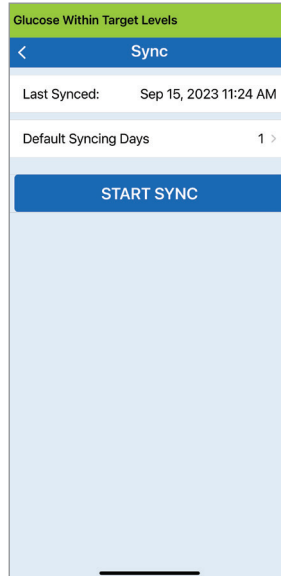 Glucose Within Target Levels
Sync
Last Synced: Sep 15, 2023 11:24 AM
Default Syncing Days 1
START SYNC